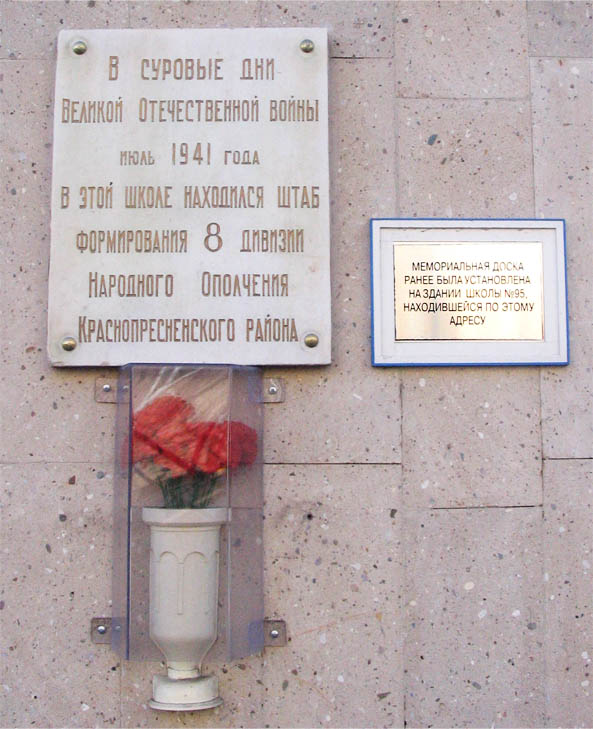 В суровые дни
Великой Отечественной войны
июль 1941 года
в этой школе находился штаб
формирования 8 дивизии
Народного Ополчения
Краснопресненского района
МЕМОРИАЛЬНАЯ ДОСКА
РАНЕЕ БЫЛА УСТАНОВЛЕНА
НА ЗДАНИИ ШКОЛЫ №95,
НАХОДИВШЕЙСЯ ПО ЭТОМУ
АДРЕСУ